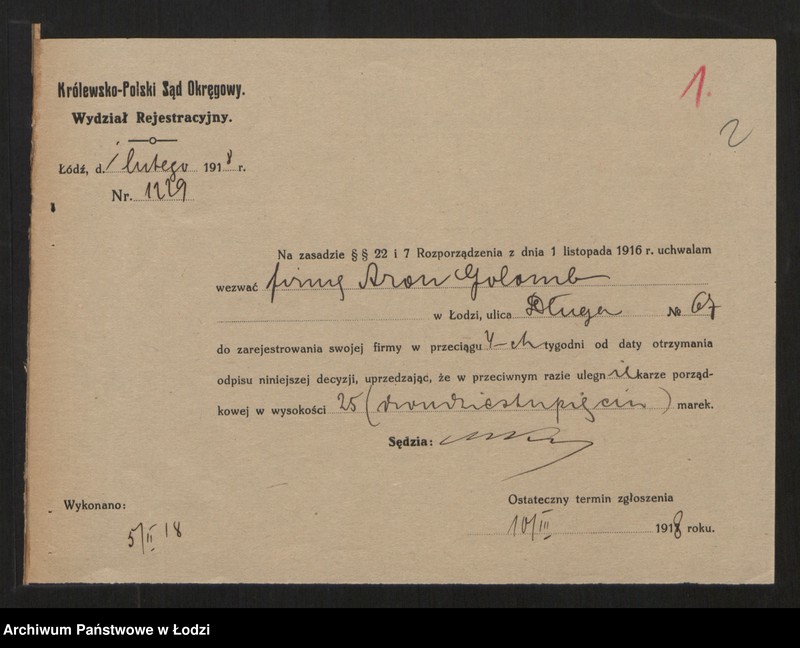 Królewsko-Polski Sąd Okręgowy.
Wydział Rejestracyjny.
1.
2
Łódź, d. 1 lutego 1918 r.
Nr. 1229
Na zasadzie §§ 22 i 7 Rozporządzenia z dnia 1 listopada 1916 r. uchwalam
wezwać firmę Aron Golomb
w Łodzi, ulica Długa № 67
do zarejestrowania swojej firmy w przeciągu 4-ch tygodni od daty otrzymania
odpisu niniejszej decyzji, uprzedzając, że w przeciwnym razie ulegnie karze porząd-
kowej w wysokości 25 (dwudziestupięciu) marek.
Sędzia:
Wykonano:
5/II 18
Ostateczny termin zgłoszenia
10/III 1918 roku.
Archiwum Państwowe w Łodzi